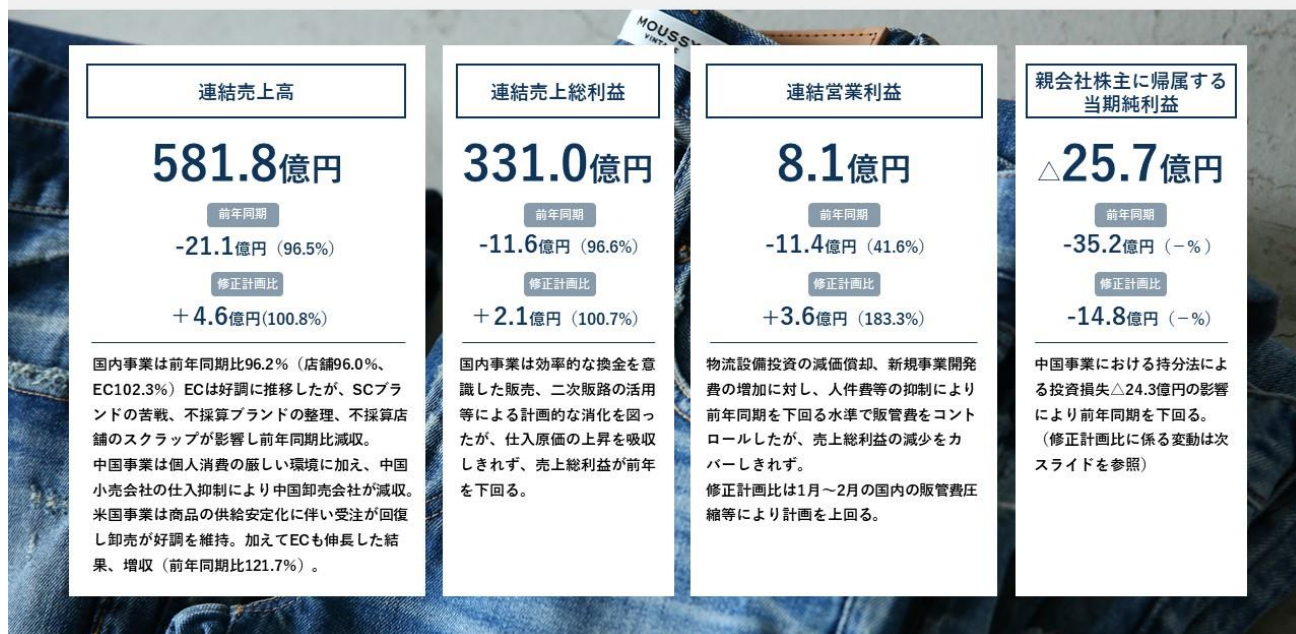 MOUSSY
VINTAGE
連結売上高
581.8億円
前年同期
-21.1億円（96.5%）
修正計画比
＋4.6億円(100.8%)
国内事業は前年同期比96.2%（店舗96.0%、
EC102.3%）ECは好調に推移したが、SCブラ
ンドの苦戦、不採算ブランドの整理、不採算店
舗のスクラップが影響し前年同期比減収。
中国事業は個人消費の厳しい環境に加え、中国
小売会社の仕入抑制により中国卸売会社が減収。
米国事業は商品の供給安定化に伴い受注が回復
し卸売が好調を維持。加えてECも伸長した結
果、増収（前年同期比121.7%）。
連結売上総利益
331.0億円
前年同期
-11.6億円（96.6%）
修正計画比
＋2.1億円（100.7%）
国内事業は効率的な換金を意
識した販売、二次販路の活用
等による計画的な消化を図っ
たが、仕入原価の上昇を吸収
しきれず、売上総利益が前年
を下回る。
連結営業利益
8.1億円
前年同期
-11.4億円（41.6%）
修正計画比
＋3.6億円（183.3%）
物流設備投資の減価償却、新規事業開発
費の増加に対し、人件費等の抑制により
前年同期を下回る水準で販管費をコント
ロールしたが、売上総利益の減少をカ
バーしきれず。
修正計画比は1月～2月の国内の販管費圧
縮等により計画を上回る。
親会社株主に帰属する
当期純利益
△25.7億円
前年同期
-35.2億円（－%）
修正計画比
-14.8億円（－%）
中国事業における持分法によ
る投資損失△24.3億円の影響
により前年同期を下回る。
（修正計画比に係る変動は次
スライドを参照）